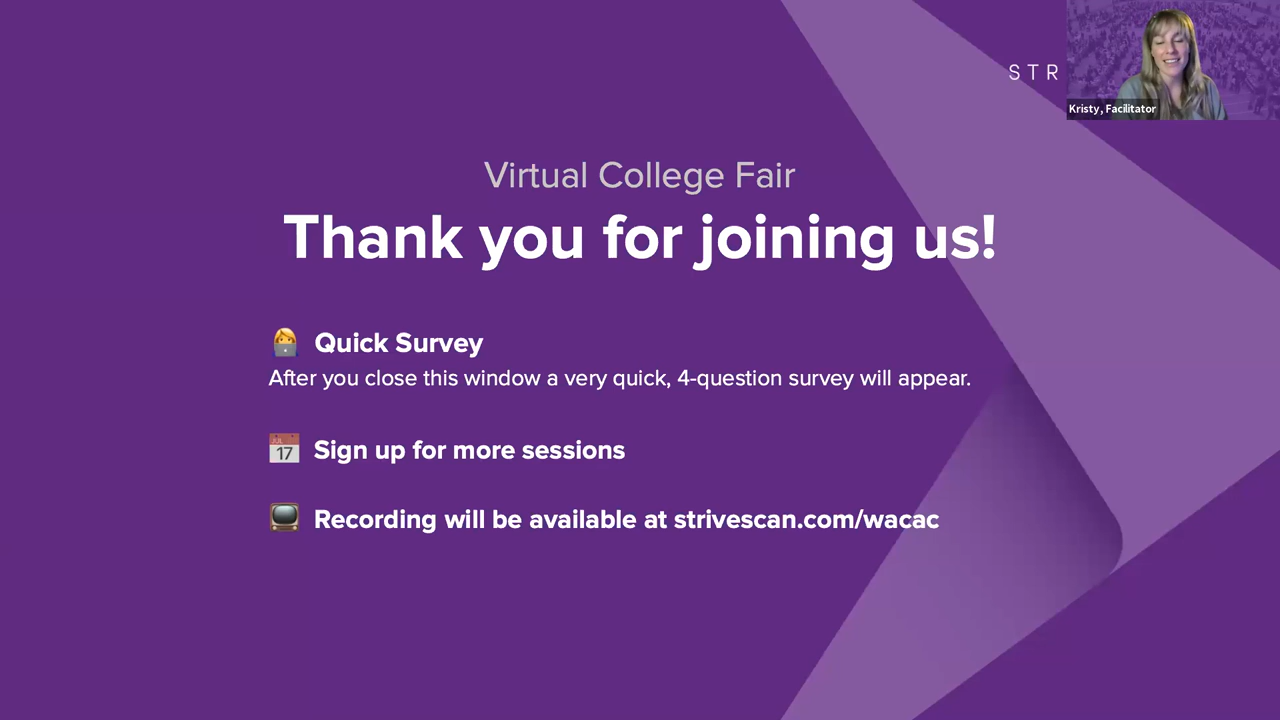 STR
Kristy, Facilitator
Virtual College Fair
Thank you for joining us!
Quick Survey
After you close this window a very quick, 4-question survey will appear.
JUL
17
Sign up for more sessions
Recording will be available at strivescan.com/wacac